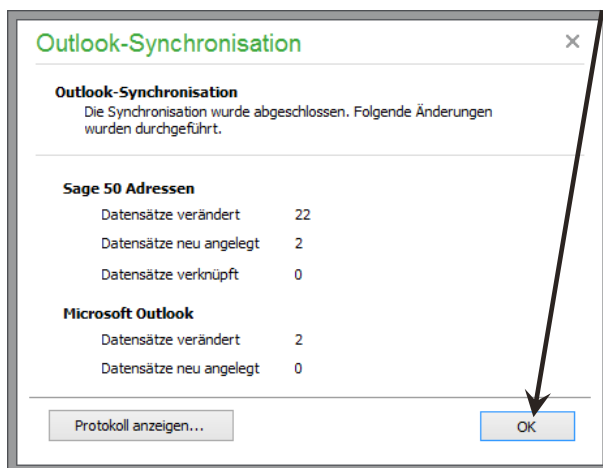 Outlook-Synchronisation
Outlook-Synchronisation
Die Synchronisation wurde abgeschlossen. Folgende Änderungen
wurden durchgeführt.
Sage 50 Adressen
Datensätze verändert 22
Datensätze neu angelegt 2
Datensätze verknüpft 0
Microsoft Outlook
Datensätze verändert 2
Datensätze neu angelegt 0
Protokoll anzeigen... OK